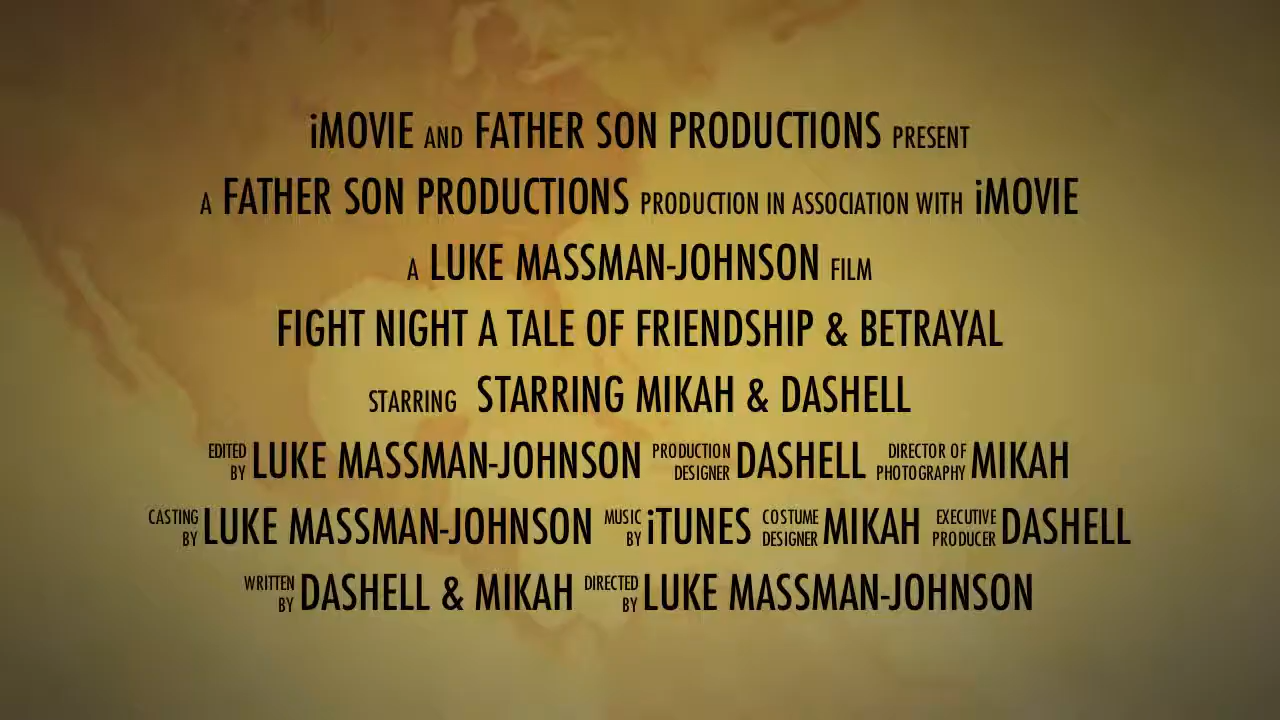 iMOVIE AND FATHER SON PRODUCTIONS PRESENT
A FATHER SON PRODUCTIONS PRODUCTION IN ASSOCIATION WITH iMOVIE
A LUKE MASSMAN-JOHNSON FILM
FIGHT NIGHT A TALE OF FRIENDSHIP & BETRAYAL
STARRING STARRING MIKAH & DASHELL
EDITED BY LUKE MASSMAN-JOHNSON PRODUCTION DESIGNER DASHELL DIRECTOR OF PHOTOGRAPHY MIKAH
CASTING BY LUKE MASSMAN-JOHNSON MUSIC BY iTUNES COSTUME DESIGNER MIKAH EXECUTIVE PRODUCER DASHELL
WRITTEN BY DASHELL & MIKAH DIRECTED BY LUKE MASSMAN-JOHNSON